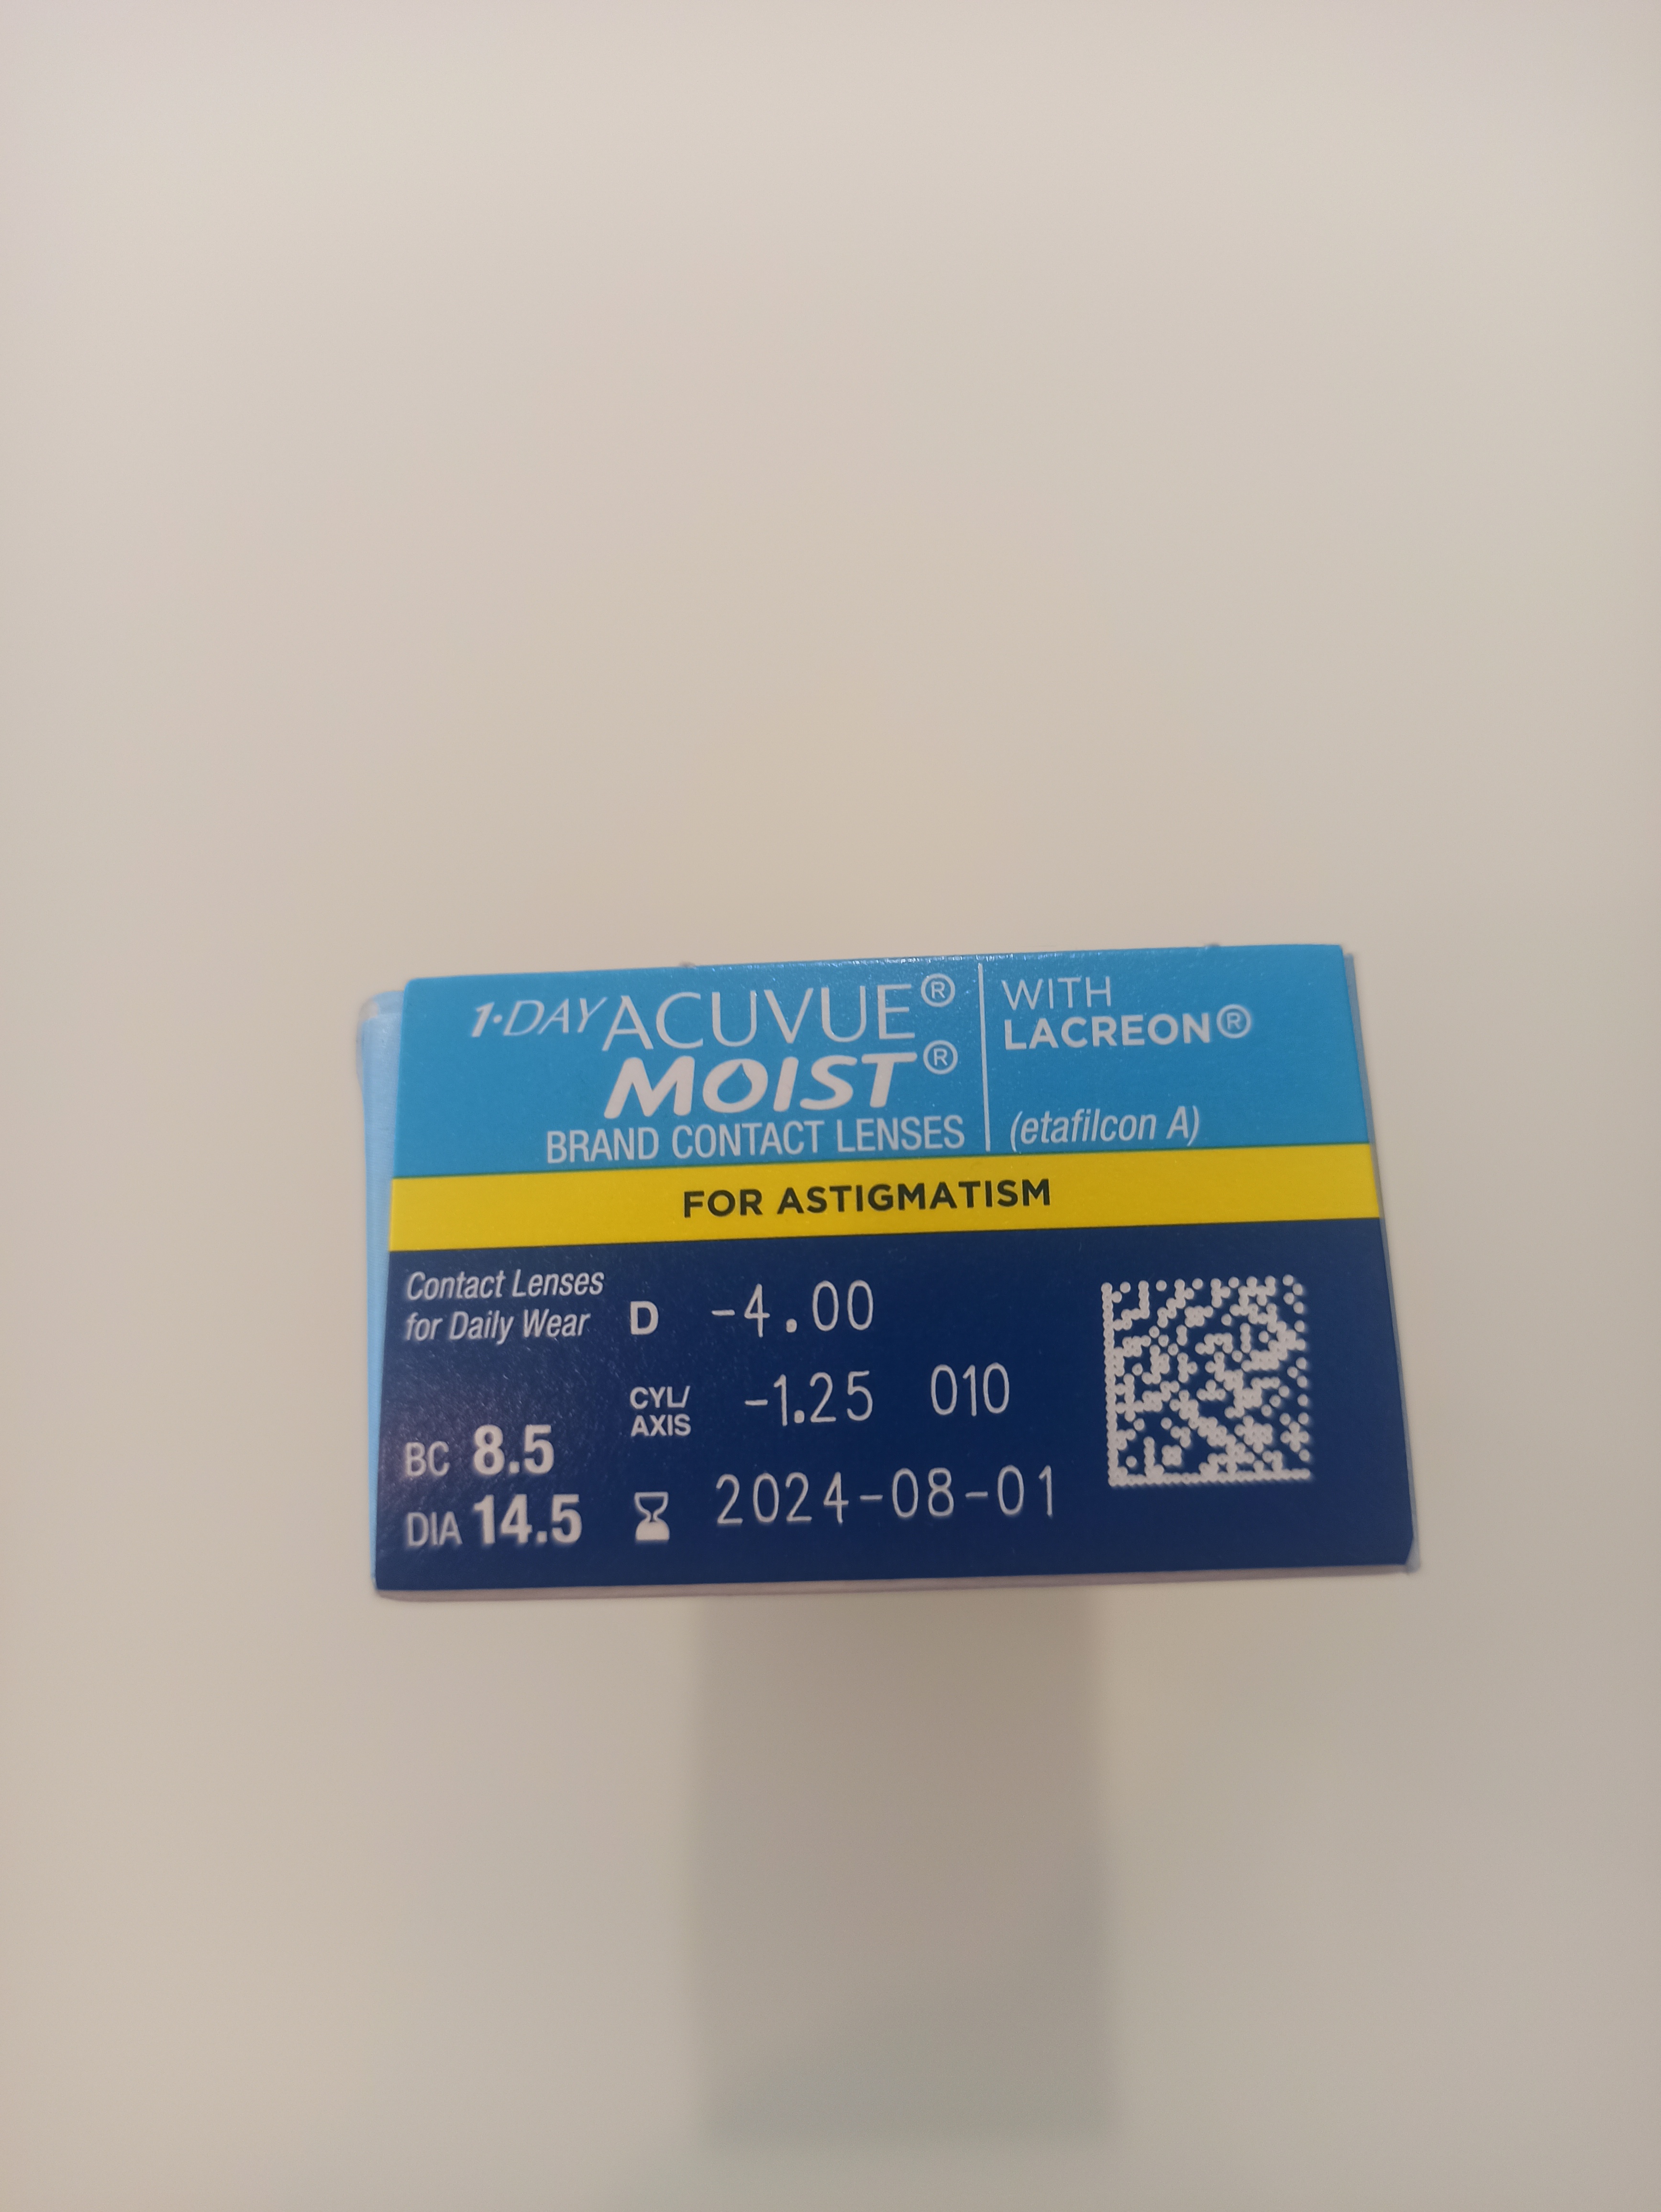 1·DAY ACUVUE®
MOIST®
BRAND CONTACT LENSES
WITH
LACREON®
(etafilcon A)
FOR ASTIGMATISM
Contact Lenses
for Daily Wear
D -4.00
CYL/
AXIS -1.25 010
BC 8.5
DIA 14.5
2024-08-01